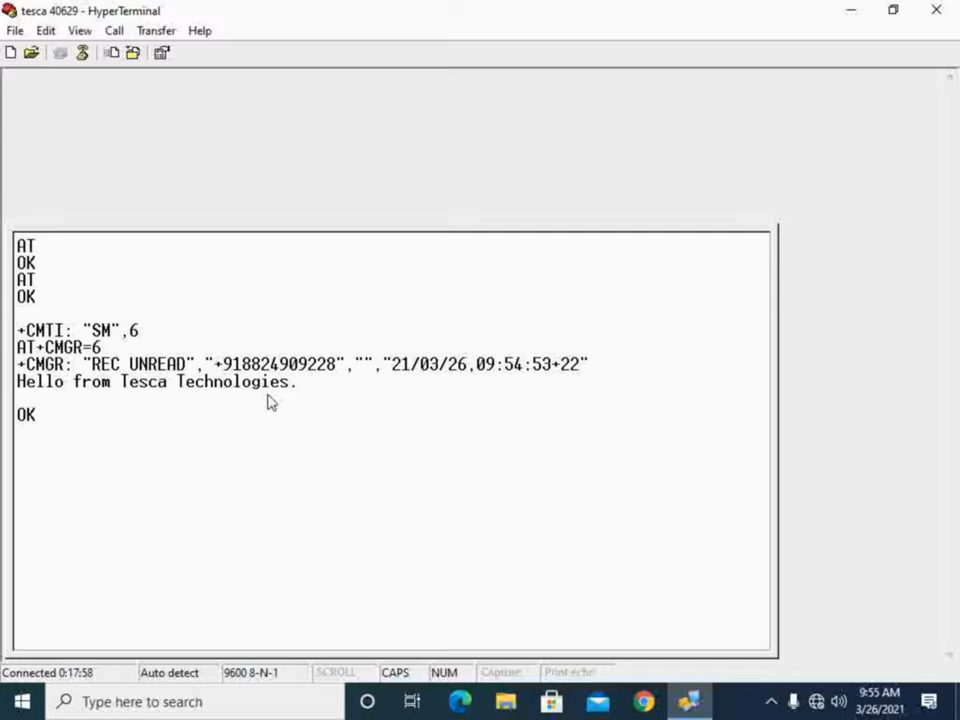 tesca 40629 - HyperTerminal
File Edit View Call Transfer Help
AT
OK
AT
OK
+CMTI: "SM",6
AT+CMGR=6
+CMGR: "REC UNREAD","+918824909228","","21/03/26,09:54:53+22"
Hello from Tesca Technologies.
OK
Connected 0:17:58 Auto detect 9600 8-N-1 SCROLL CAPS NUM Capture Print echo
Type here to search
9:55 AM
3/26/2021